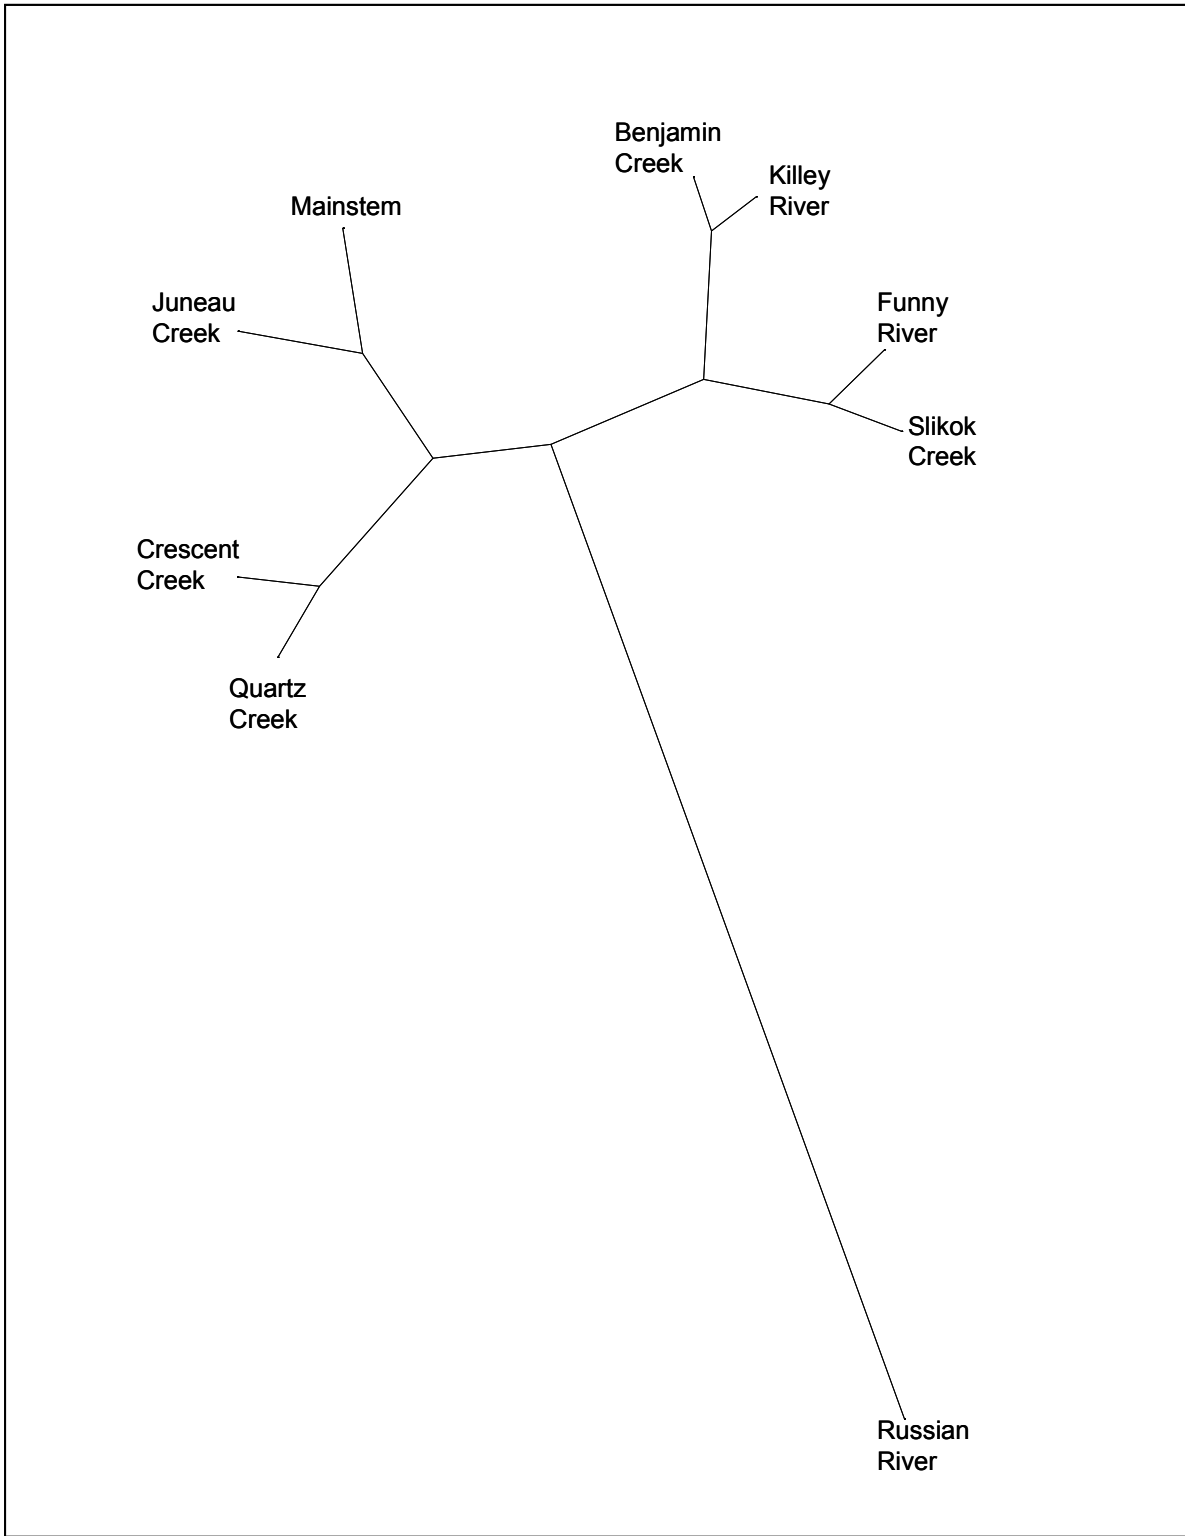 Benjamin
Creek
Killey
River
Mainstem
Juneau
Creek
Funny
River
Slikok
Creek
Crescent
Creek
Quartz
Creek
Russian
River